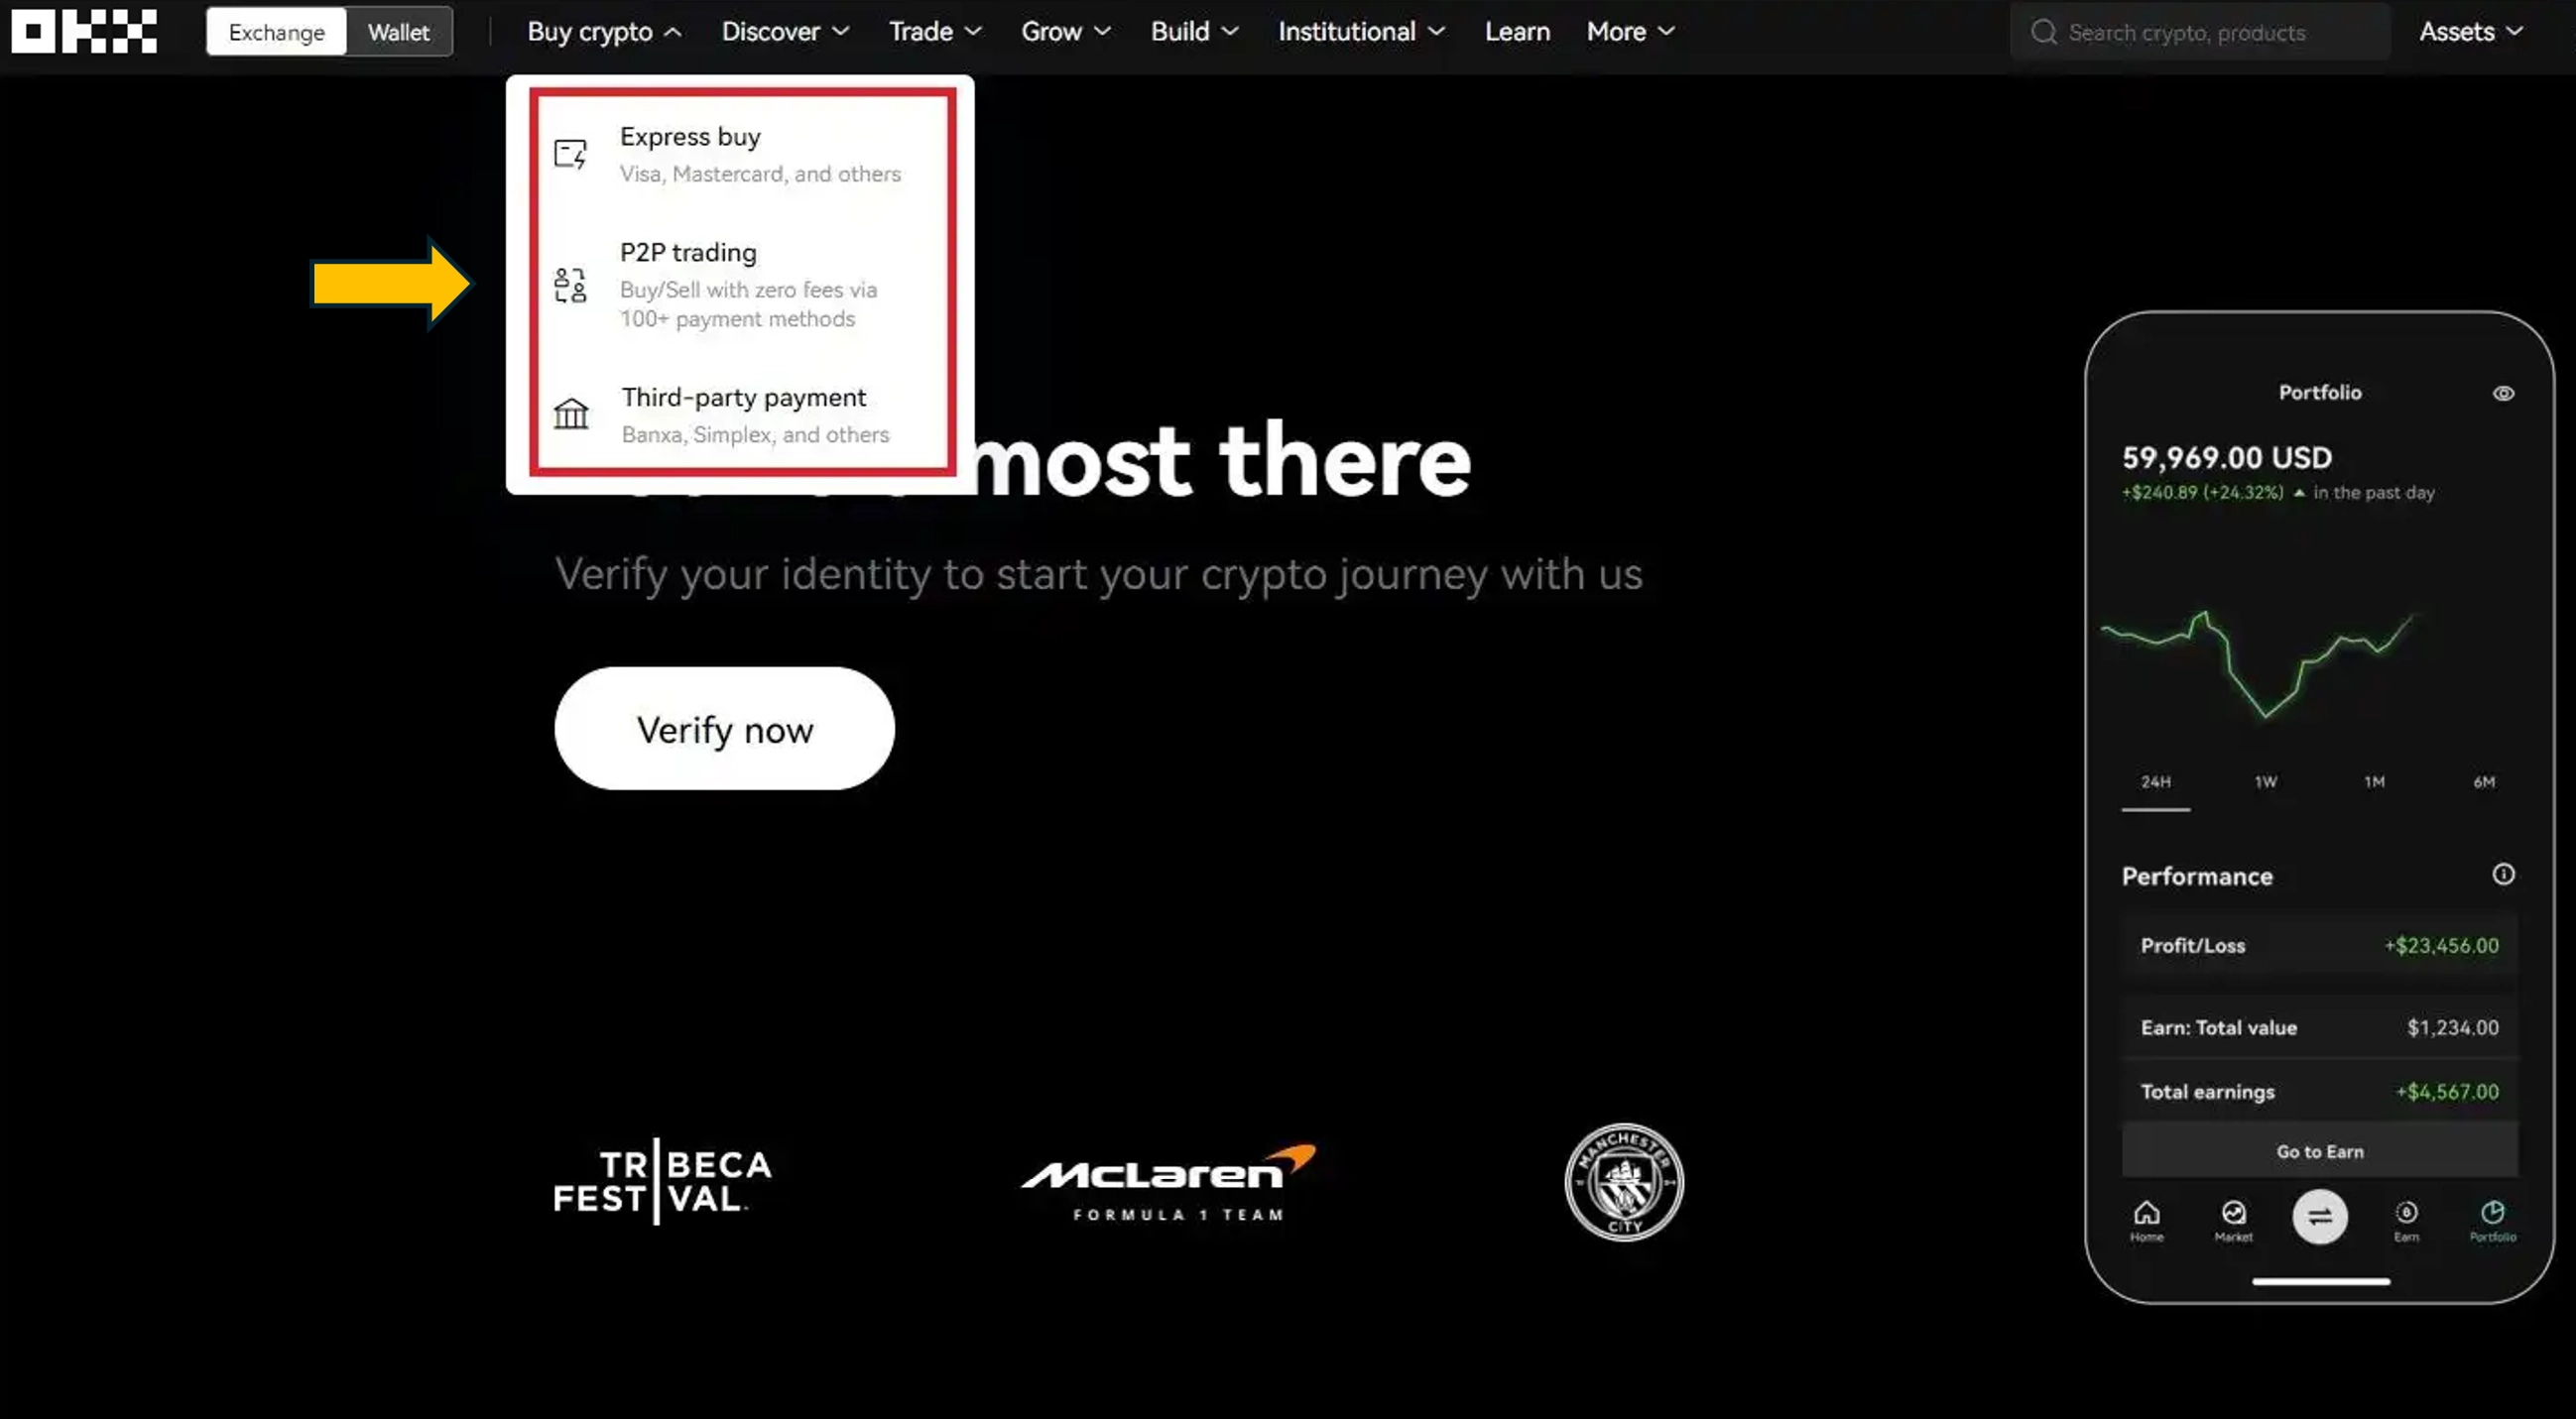 OKX
Exchange
Wallet
Buy crypto
Discover
Trade
Grow
Build
Institutional
Learn
More
Search crypto, products
Assets
Express buy
Visa, Mastercard, and others
P2P trading
Buy/Sell with zero fees via
100+ payment methods
Third-party payment
Banxa, Simplex, and others
most there
Verify your identity to start your crypto journey with us
Verify now
TRIBECA
FESTIVAL
McLaren
FORMULA 1 TEAM
MANCHESTER
CITY
Portfolio
59,969.00 USD
+$240.89 (+24.32%) ▲ in the past day
24H
1W
1M
6M
Performance
Profit/Loss
+$23,456.00
Earn: Total value
$1,234.00
Total earnings
+$4,567.00
Go to Earn
Home
Market
Earn
Portfolio